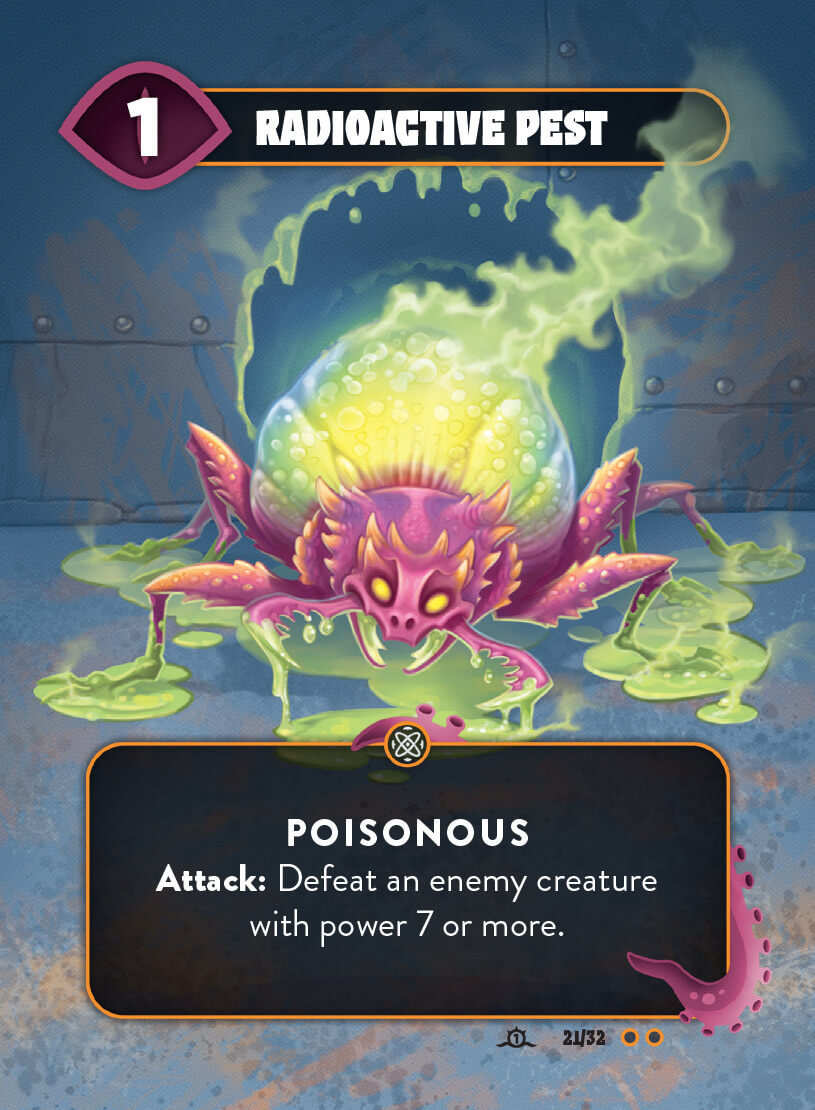 1
RADIOACTIVE PEST
POISONOUS
Attack: Defeat an enemy creature
with power 7 or more.
1 21/32